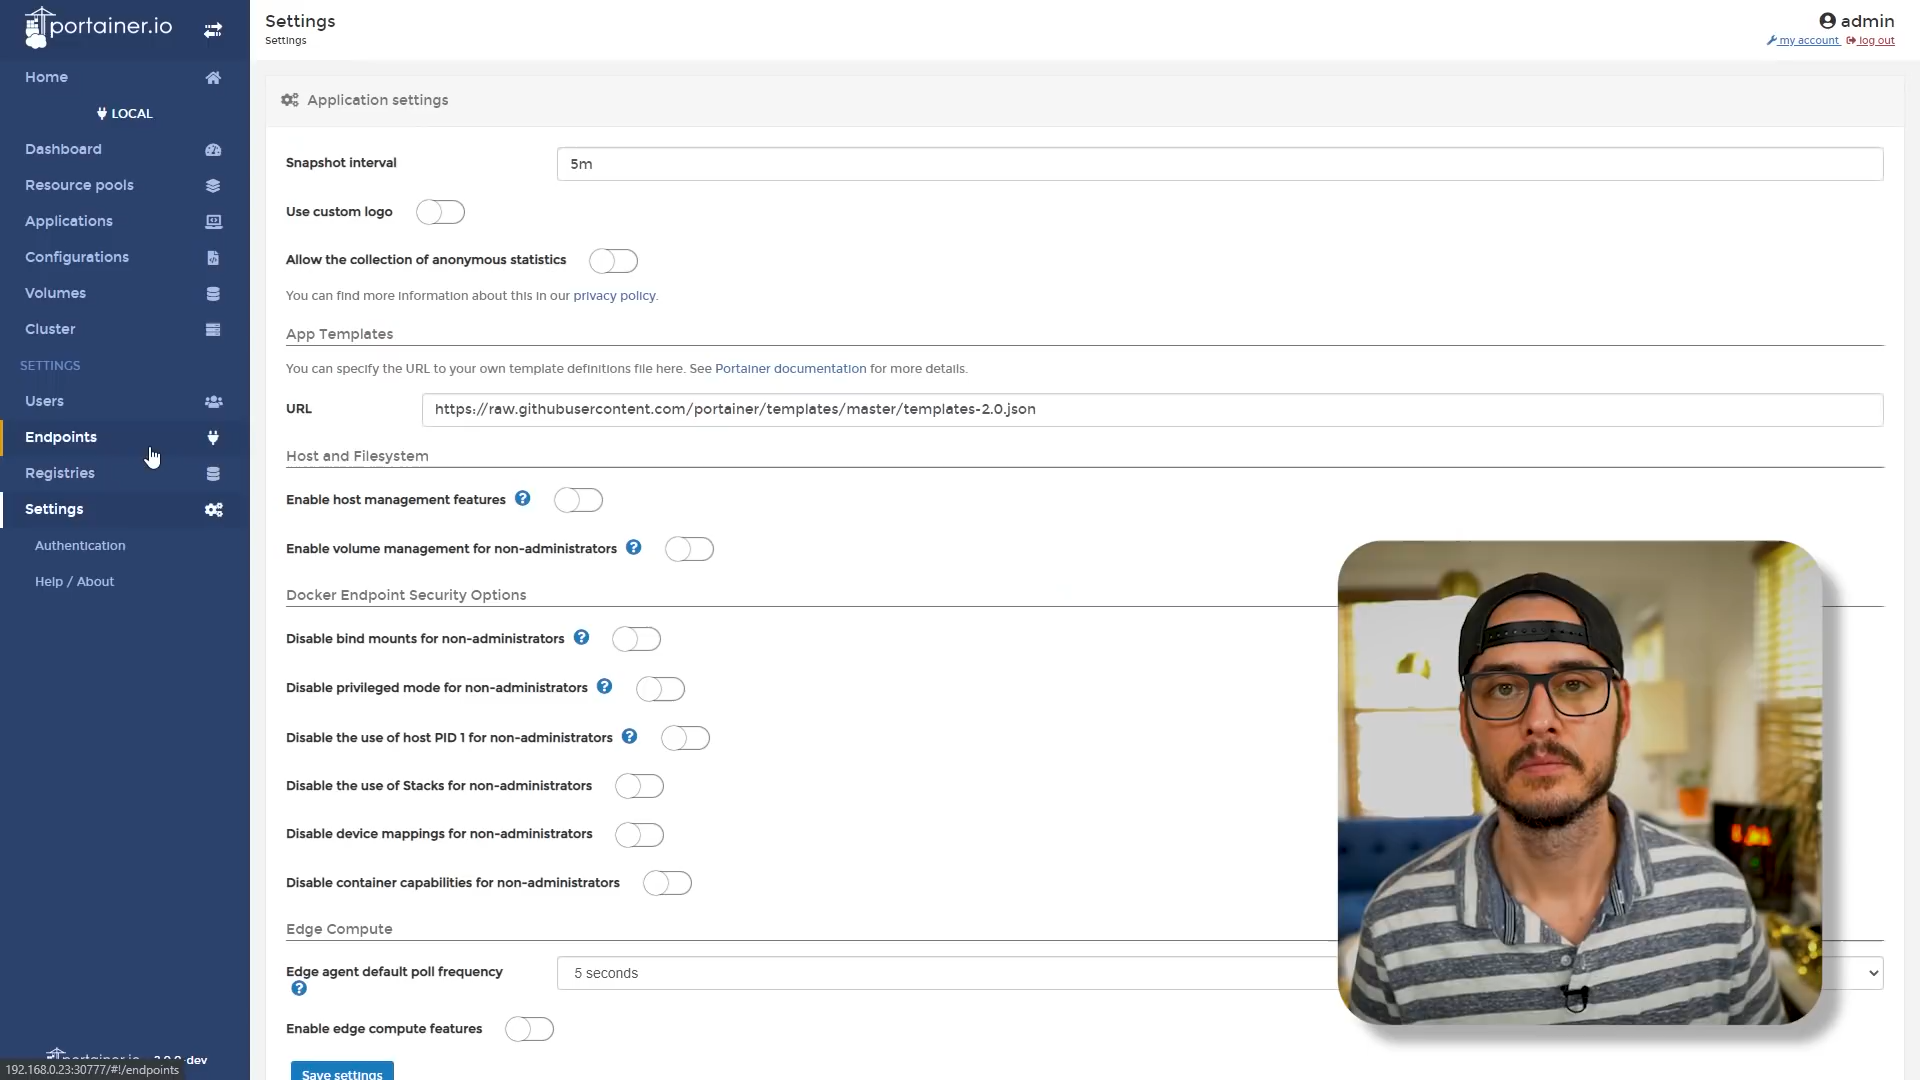 portainer.io
Home
LOCAL
Dashboard
Resource pools
Applications
Configurations
Volumes
Cluster
SETTINGS
Users
Endpoints
Registries
Settings
Authentication
Help / About
-dev
192.168.0.23:30777/#!/endpoints
Settings
Settings
admin
my account log out
Application settings
Snapshot interval
5m
Use custom logo
Allow the collection of anonymous statistics
You can find more information about this in our privacy policy.
App Templates
You can specify the URL to your own template definitions file here. See Portainer documentation for more details.
URL
https://raw.githubusercontent.com/portainer/templates/master/templates-2.0.json
Host and Filesystem
Enable host management features
Enable volume management for non-administrators
Docker Endpoint Security Options
Disable bind mounts for non-administrators
Disable privileged mode for non-administrators
Disable the use of host PID 1 for non-administrators
Disable the use of Stacks for non-administrators
Disable device mappings for non-administrators
Disable container capabilities for non-administrators
Edge Compute
Edge agent default poll frequency
5 seconds
Enable edge compute features
Save settings